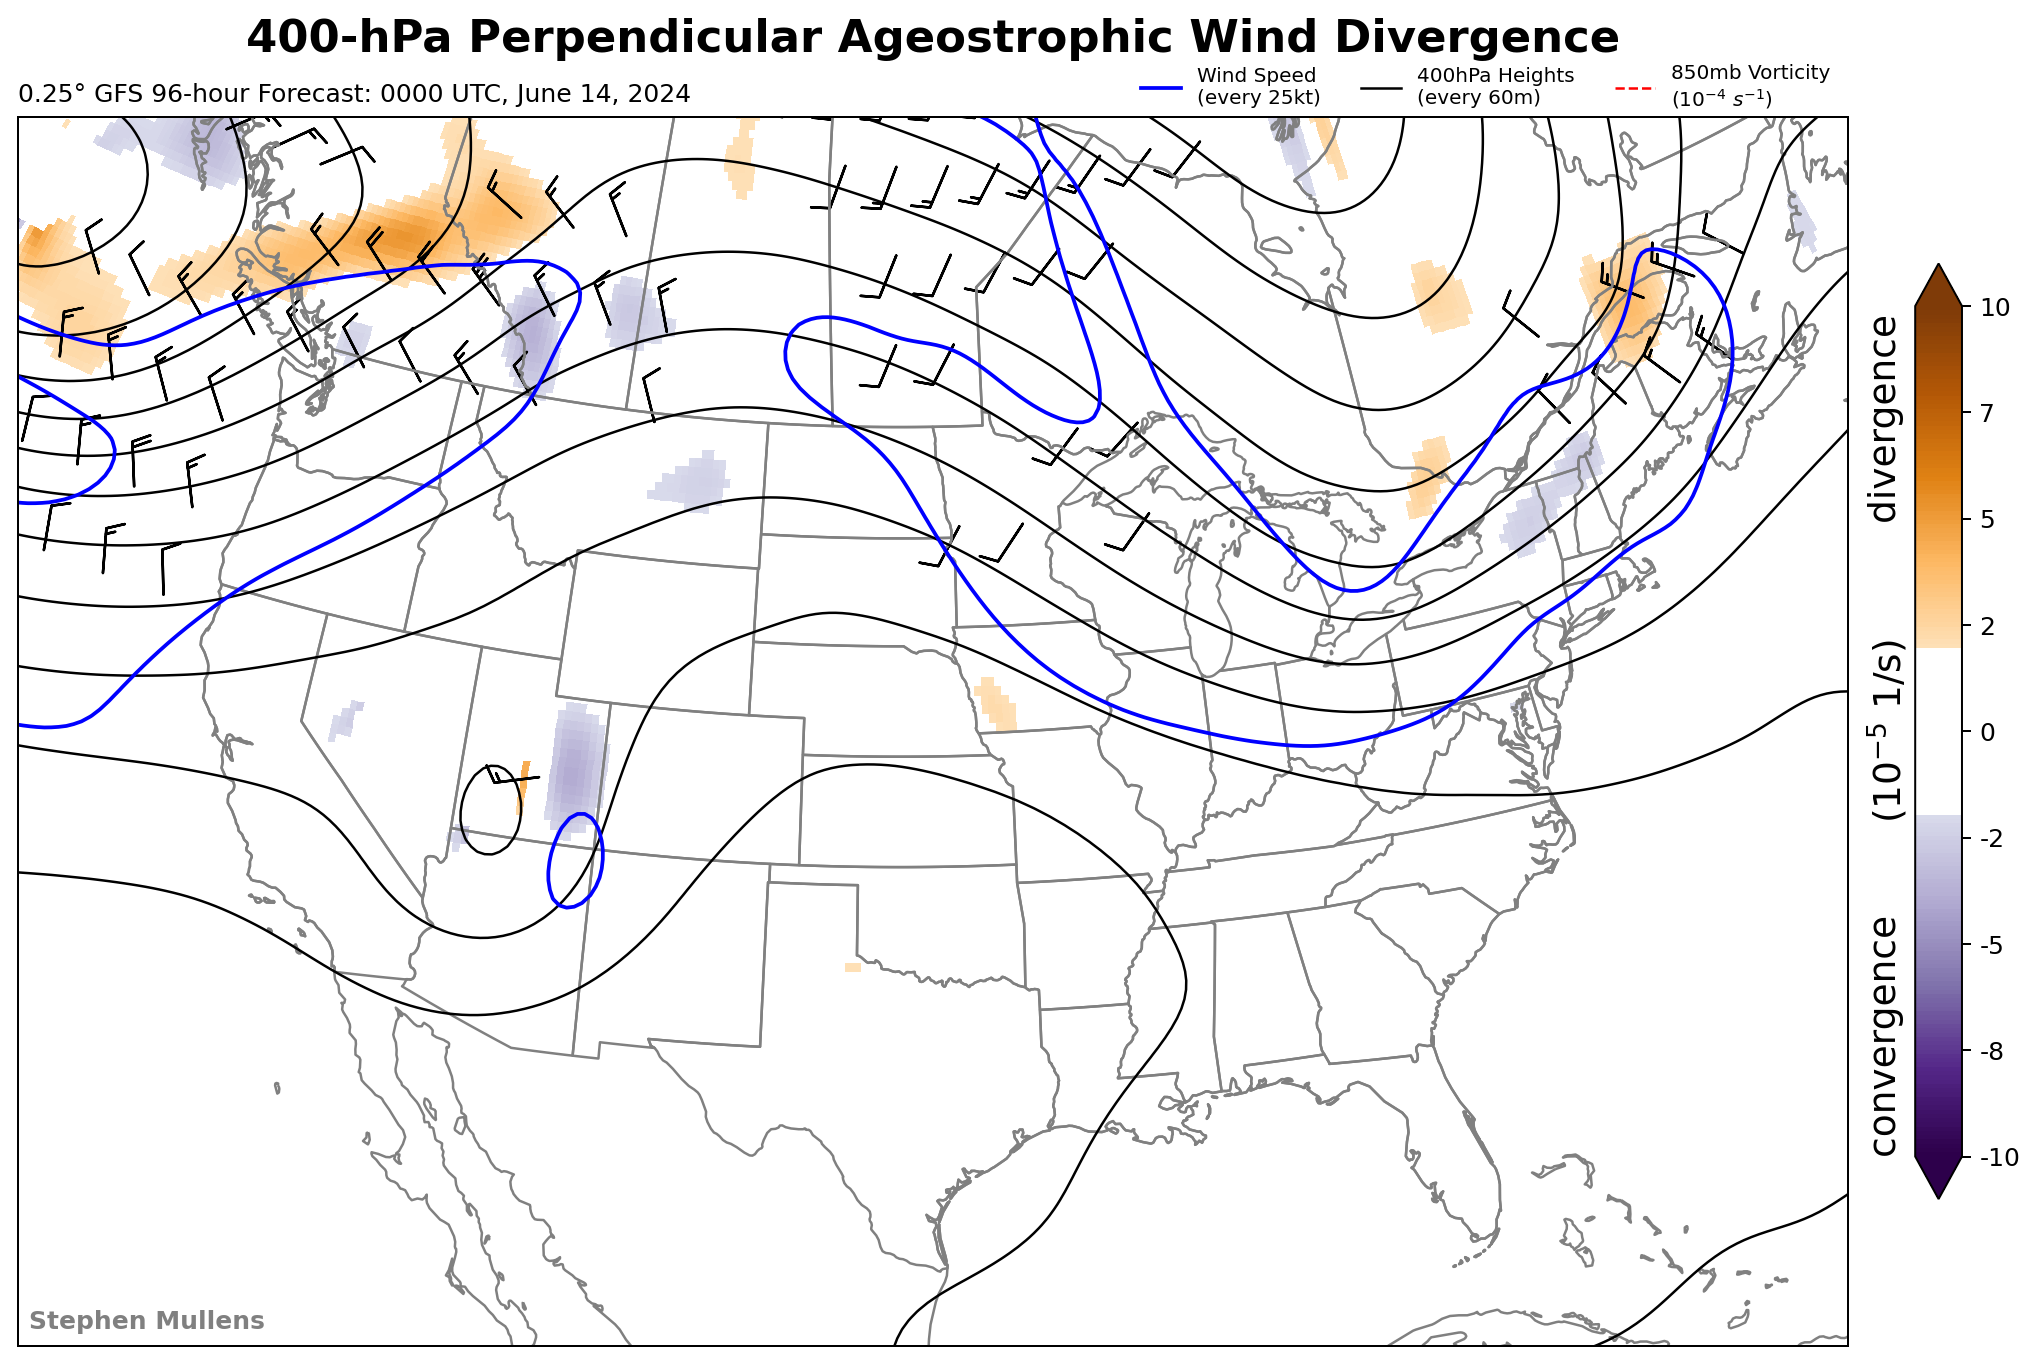 400-hPa Perpendicular Ageostrophic Wind Divergence
0.25° GFS 96-hour Forecast: 0000 UTC, June 14, 2024
Wind Speed
(every 25kt)
400hPa Heights
(every 60m)
850mb Vorticity
(10⁻⁴ s⁻¹)
10
7
5
2
0
-2
-5
-8
-10
convergence (10⁻⁵ 1/s) divergence
Stephen Mullens